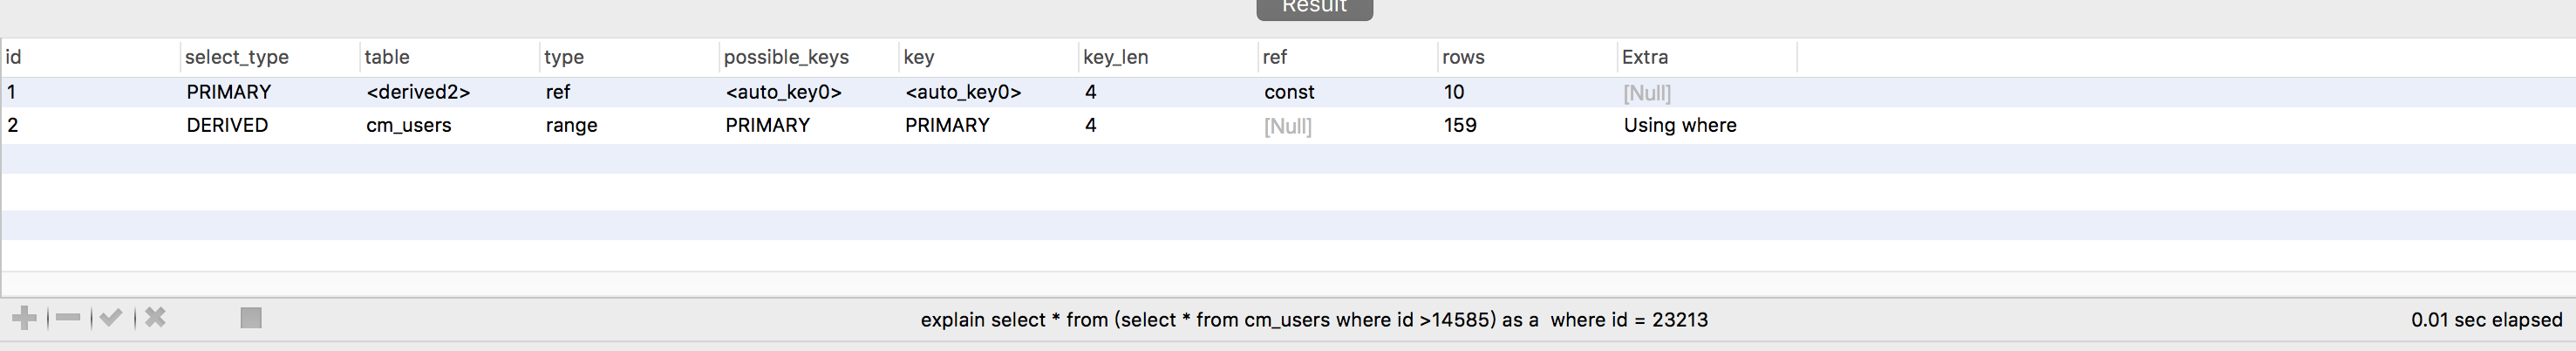 Result
id select_type table type possible_keys key key_len ref rows Extra
1 PRIMARY <derived2> ref <auto_key0> <auto_key0> 4 const 10 [Null]
2 DERIVED cm_users range PRIMARY PRIMARY 4 [Null] 159 Using where
explain select * from (select * from cm_users where id >14585) as a  where id = 23213 0.01 sec elapsed